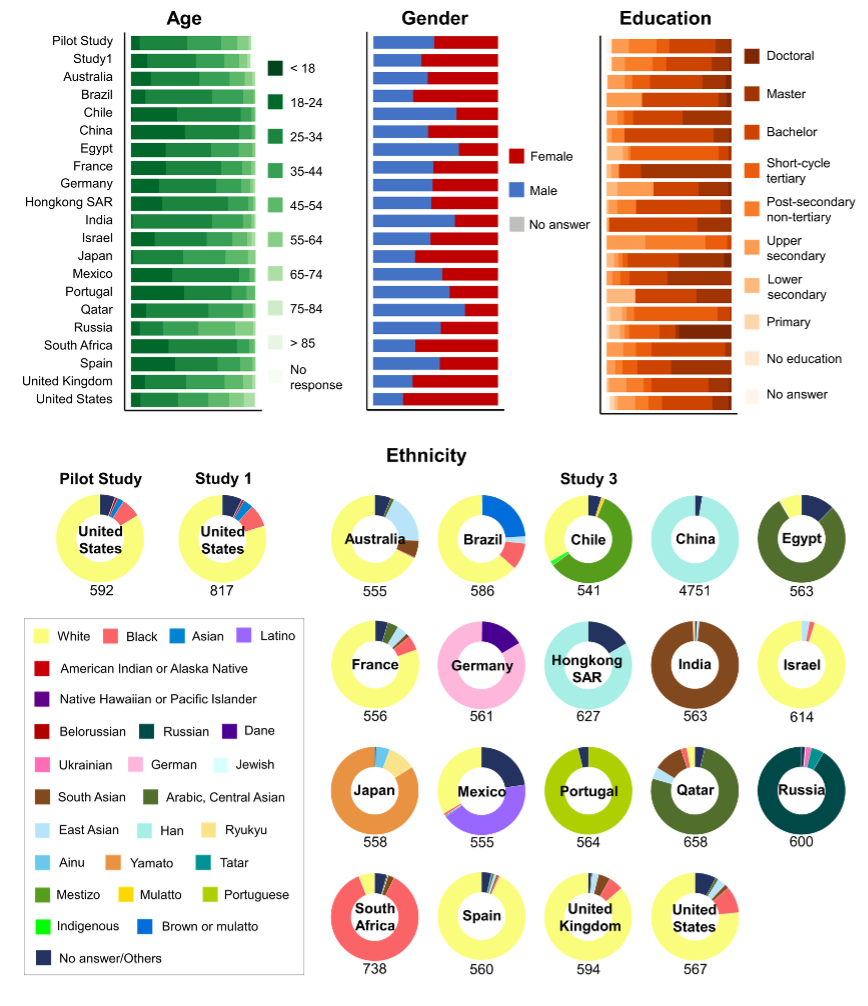 Age
Gender
Education
Pilot Study
Study1
Australia
Brazil
Chile
China
Egypt
France
Germany
Hongkong SAR
India
Israel
Japan
Mexico
Portugal
Qatar
Russia
South Africa
Spain
United Kingdom
United States
< 18
18-24
25-34
35-44
45-54
55-64
65-74
75-84
> 85
No
response
Female
Male
No answer
Doctoral
Master
Bachelor
Short-cycle
tertiary
Post-secondary
non-tertiary
Upper
secondary
Lower
secondary
Primary
No education
No answer
Ethnicity
Pilot Study
Study 1
Study 3
United
States
592
United
States
817
Australia
555
Brazil
586
Chile
541
China
4751
Egypt
563
France
556
Germany
561
Hongkong
SAR
627
India
563
Israel
614
Japan
558
Mexico
555
Portugal
564
Qatar
658
Russia
600
South
Africa
738
Spain
560
United
Kingdom
594
United
States
567
White
Black
Asian
Latino
American Indian or Alaska Native
Native Hawaiian or Pacific Islander
Belorussian
Russian
Dane
Ukrainian
German
Jewish
South Asian
Arabic, Central Asian
East Asian
Han
Ryukyu
Ainu
Yamato
Tatar
Mestizo
Mulatto
Portuguese
Indigenous
Brown or mulatto
No answer/Others